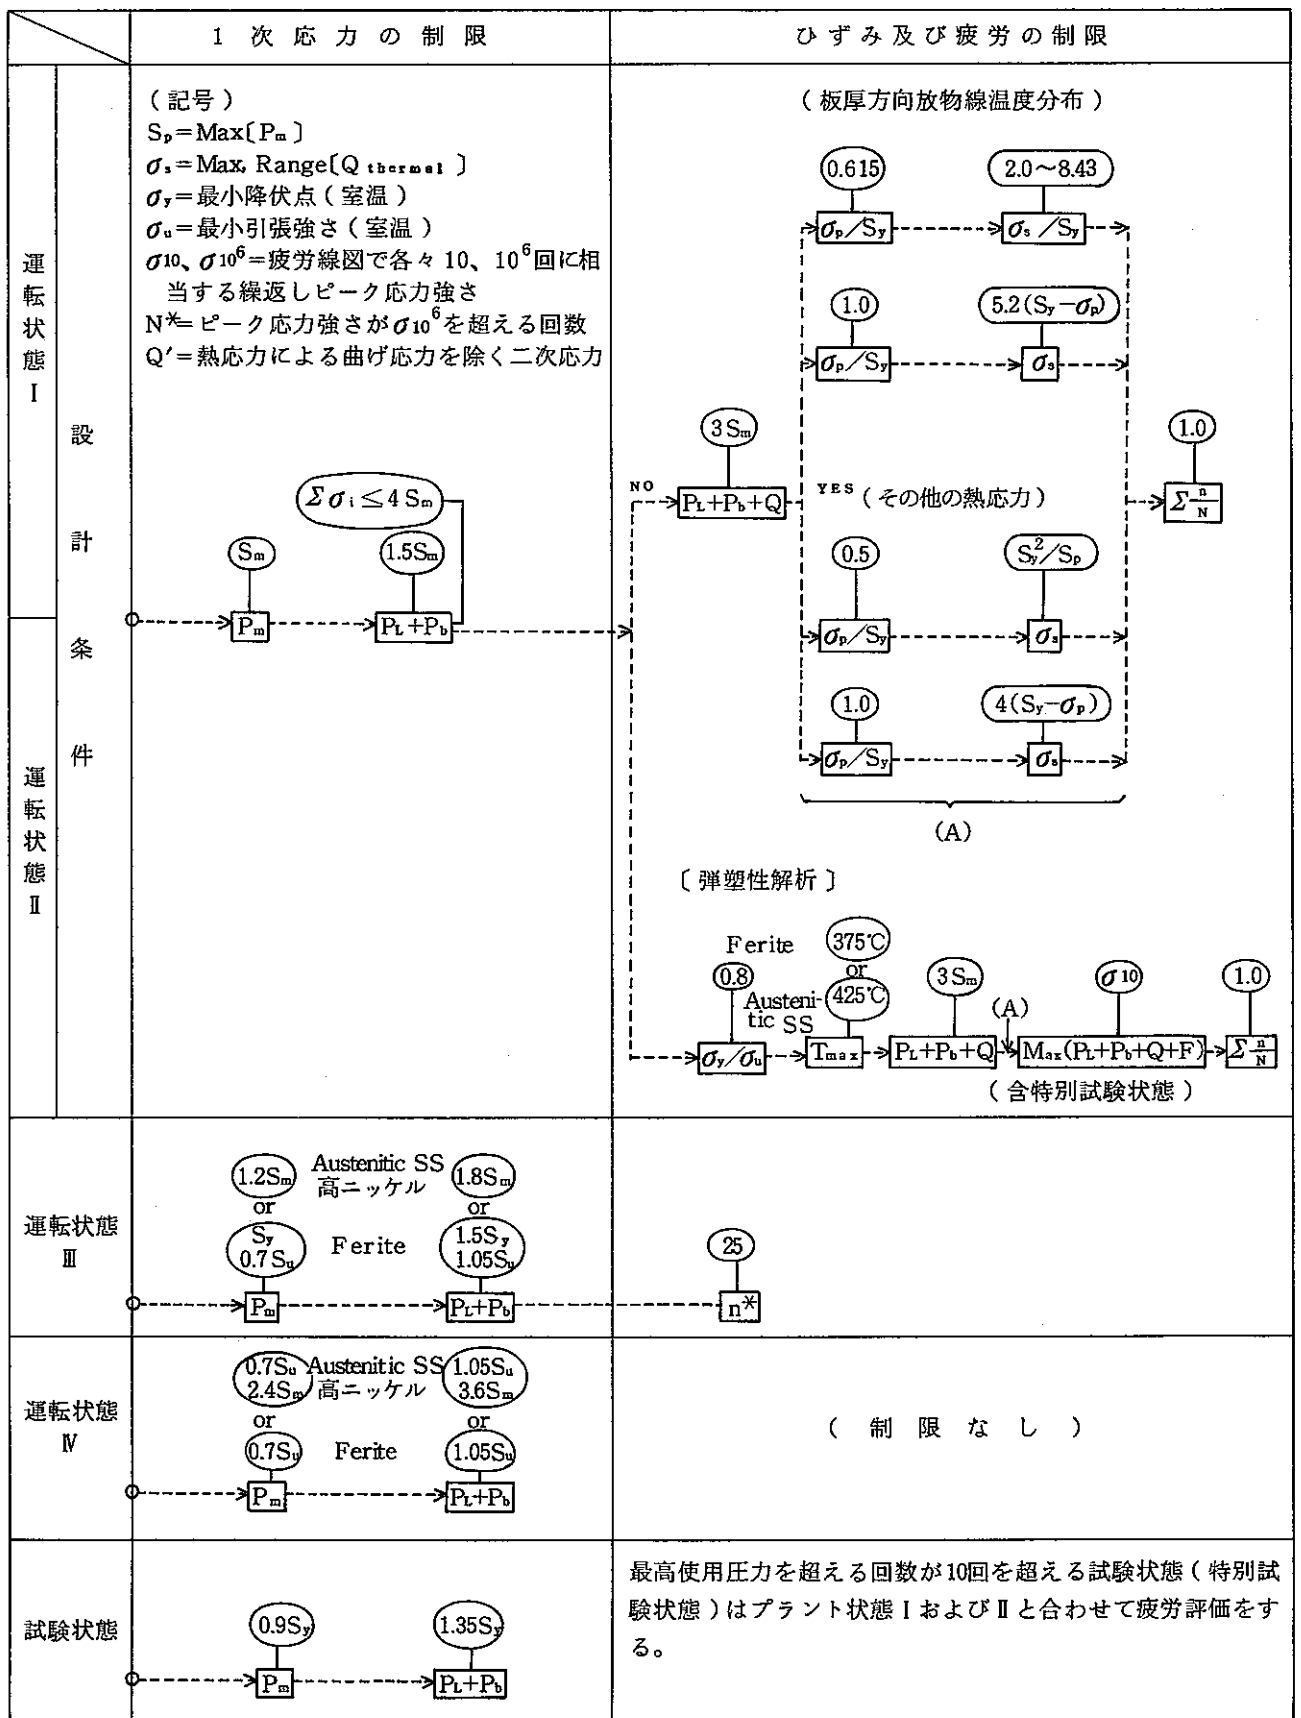 1次応力の制限
ひずみ及び疲労の制限
運転状態Ⅰ
設計条件
運転状態Ⅱ
(記号)
Sp=Max〔Pm〕
σs=Max, Range〔Q thermal〕
σy=最小降伏点(室温)
σu=最小引張強さ(室温)
σ10、σ10⁶=疲労線図で各々10、10⁶回に相
当する繰返しピーク応力強さ
N*=ピーク応力強さがσ10⁶を超える回数
Q′=熱応力による曲げ応力を除く二次応力
Σσi≤4Sm
Sm
1.5Sm
Pm
PL+Pb
(板厚方向放物線温度分布)
0.615
2.0~8.43
σp/Sy
σs/Sy
1.0
5.2(Sy-σp)
σp/Sy
σs
3Sm
1.0
NO
PL+Pb+Q
YES
(その他の熱応力)
Σn/N
0.5
Sy²/Sp
σp/Sy
σs
1.0
4(Sy-σp)
σp/Sy
σs
(A)
〔弾塑性解析〕
Ferite
375℃
or
0.8
Austeni-
tic SS
425℃
3Sm
(A)
σ10
1.0
σy/σu
Tmax
PL+Pb+Q
Max(PL+Pb+Q+F)
Σn/N
(含特別試験状態)
運転状態
Ⅲ
1.2Sm
Austenitic SS
高ニッケル
1.8Sm
or
or
Sy
0.7Su
Ferite
1.5Sy
1.05Su
25
Pm
PL+Pb
n*
運転状態
Ⅳ
0.7Su
2.4Sm
Austenitic SS
高ニッケル
1.05Su
3.6Sm
or
or
0.7Su
Ferite
1.05Su
Pm
PL+Pb
(制限なし)
試験状態
0.9Sy
1.35Sy
Pm
PL+Pb
最高使用圧力を超える回数が10回を超える試験状態(特別試
験状態)はプラント状態ⅠおよびⅡと合わせて疲労評価をす
る。